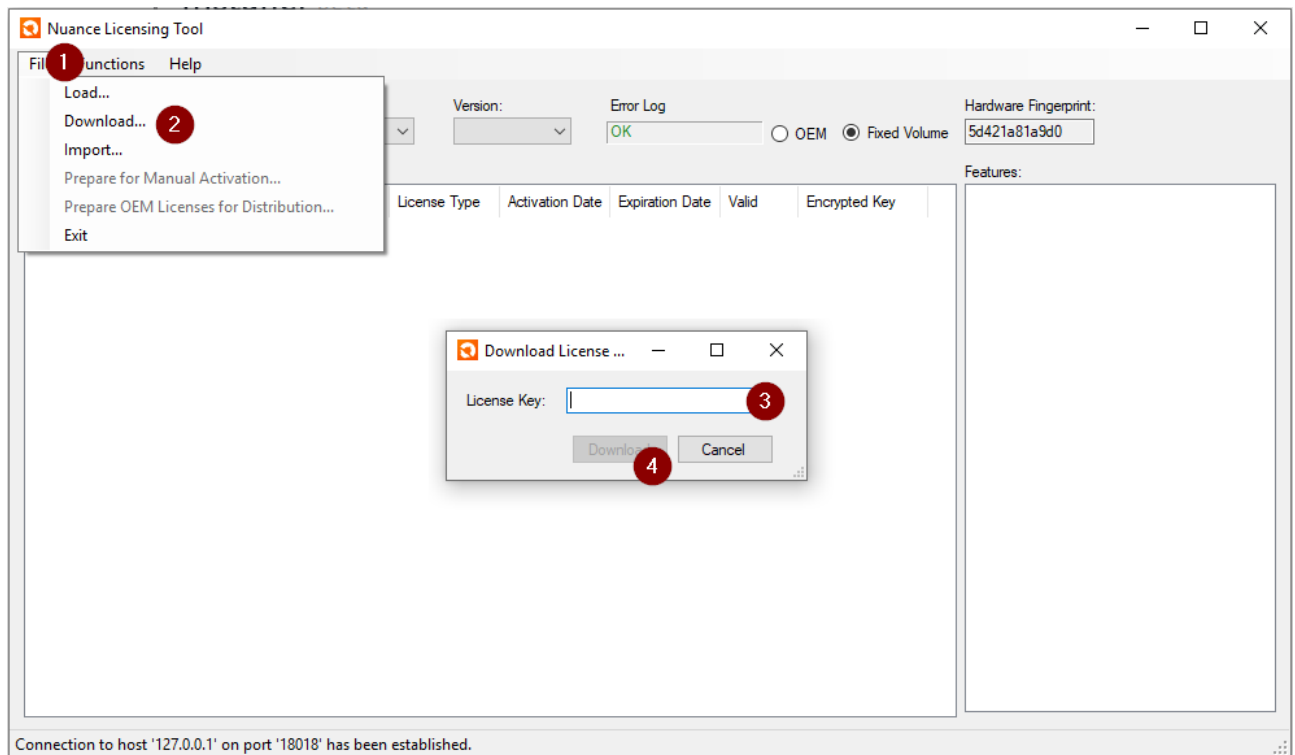 Nuance Licensing Tool
1
Functions Help
Load...
Download... 2
Import...
Prepare for Manual Activation...
Prepare OEM Licenses for Distribution...
Exit
Version: Error Log Hardware Fingerprint:
OK OEM Fixed Volume 5d421a81a9d0
Features:
License Type Activation Date Expiration Date Valid Encrypted Key
Download License ...
License Key: 3
Cancel
4
Connection to host '127.0.0.1' on port '18018' has been established.